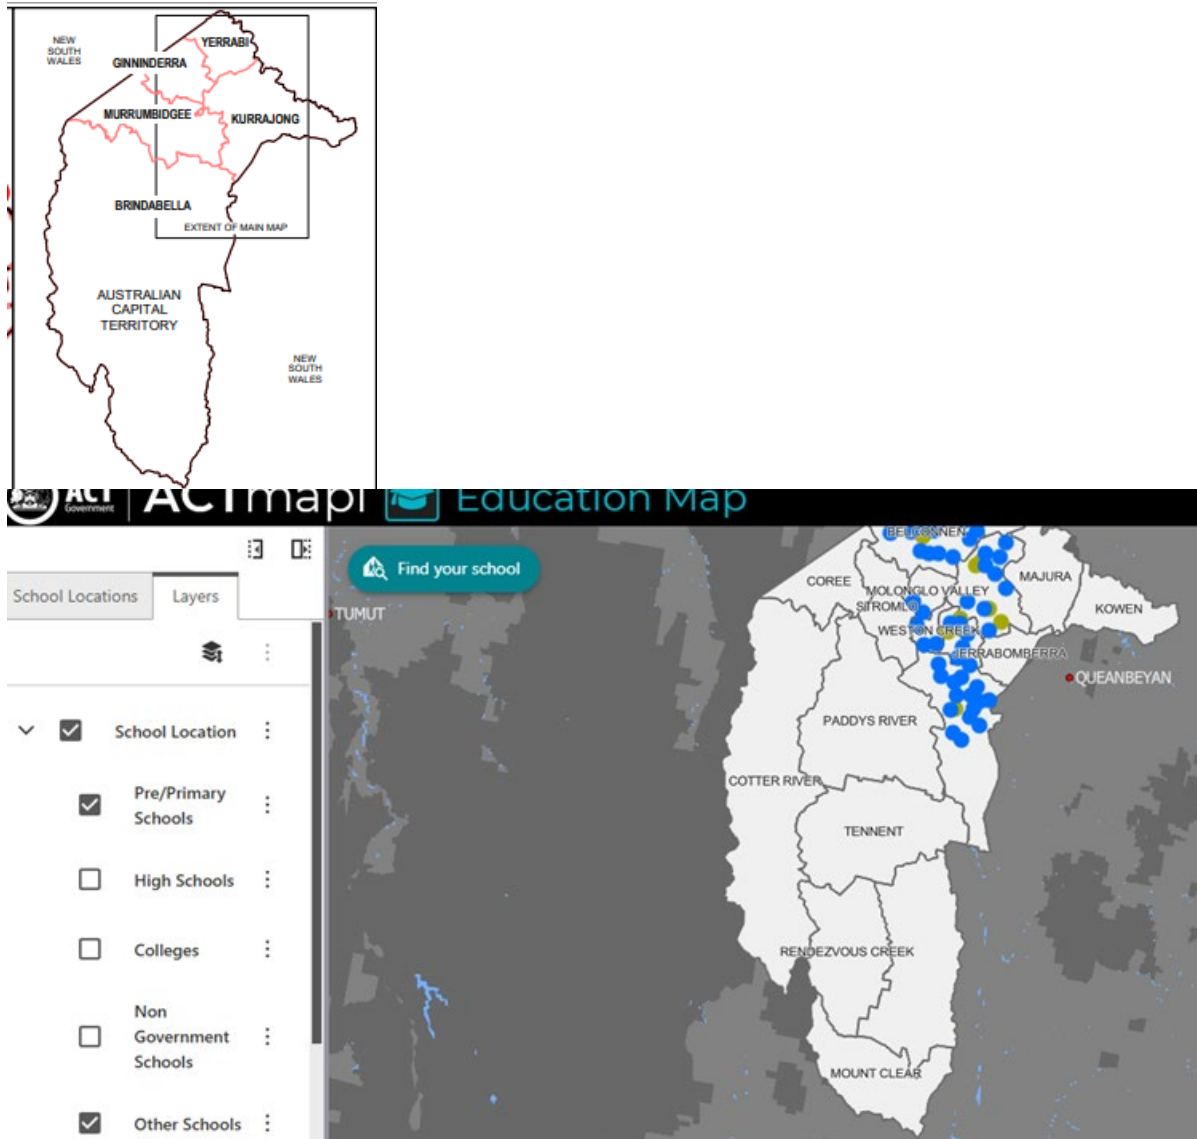 NEW
SOUTH
WALES
YERRABI
GINNINDERRA
MURRUMBIDGEE
KURRAJONG
BRINDABELLA
EXTENT OF MAIN MAP
AUSTRALIAN
CAPITAL
TERRITORY
NEW
SOUTH
WALES
ACT
Government
ACTmapi
Education Map
Find your school
School Locations
Layers
School Location
Pre/Primary
Schools
High Schools
Colleges
Non
Government
Schools
Other Schools
TUMUT
BELCONNEN
COREE
MAJURA
MOLONGLO VALLEY
STROMLO
KOWEN
WESTON CREEK
JERRABOMBERRA
QUEANBEYAN
PADDYS RIVER
COTTER RIVER
TENNENT
RENDEZVOUS CREEK
MOUNT CLEAR